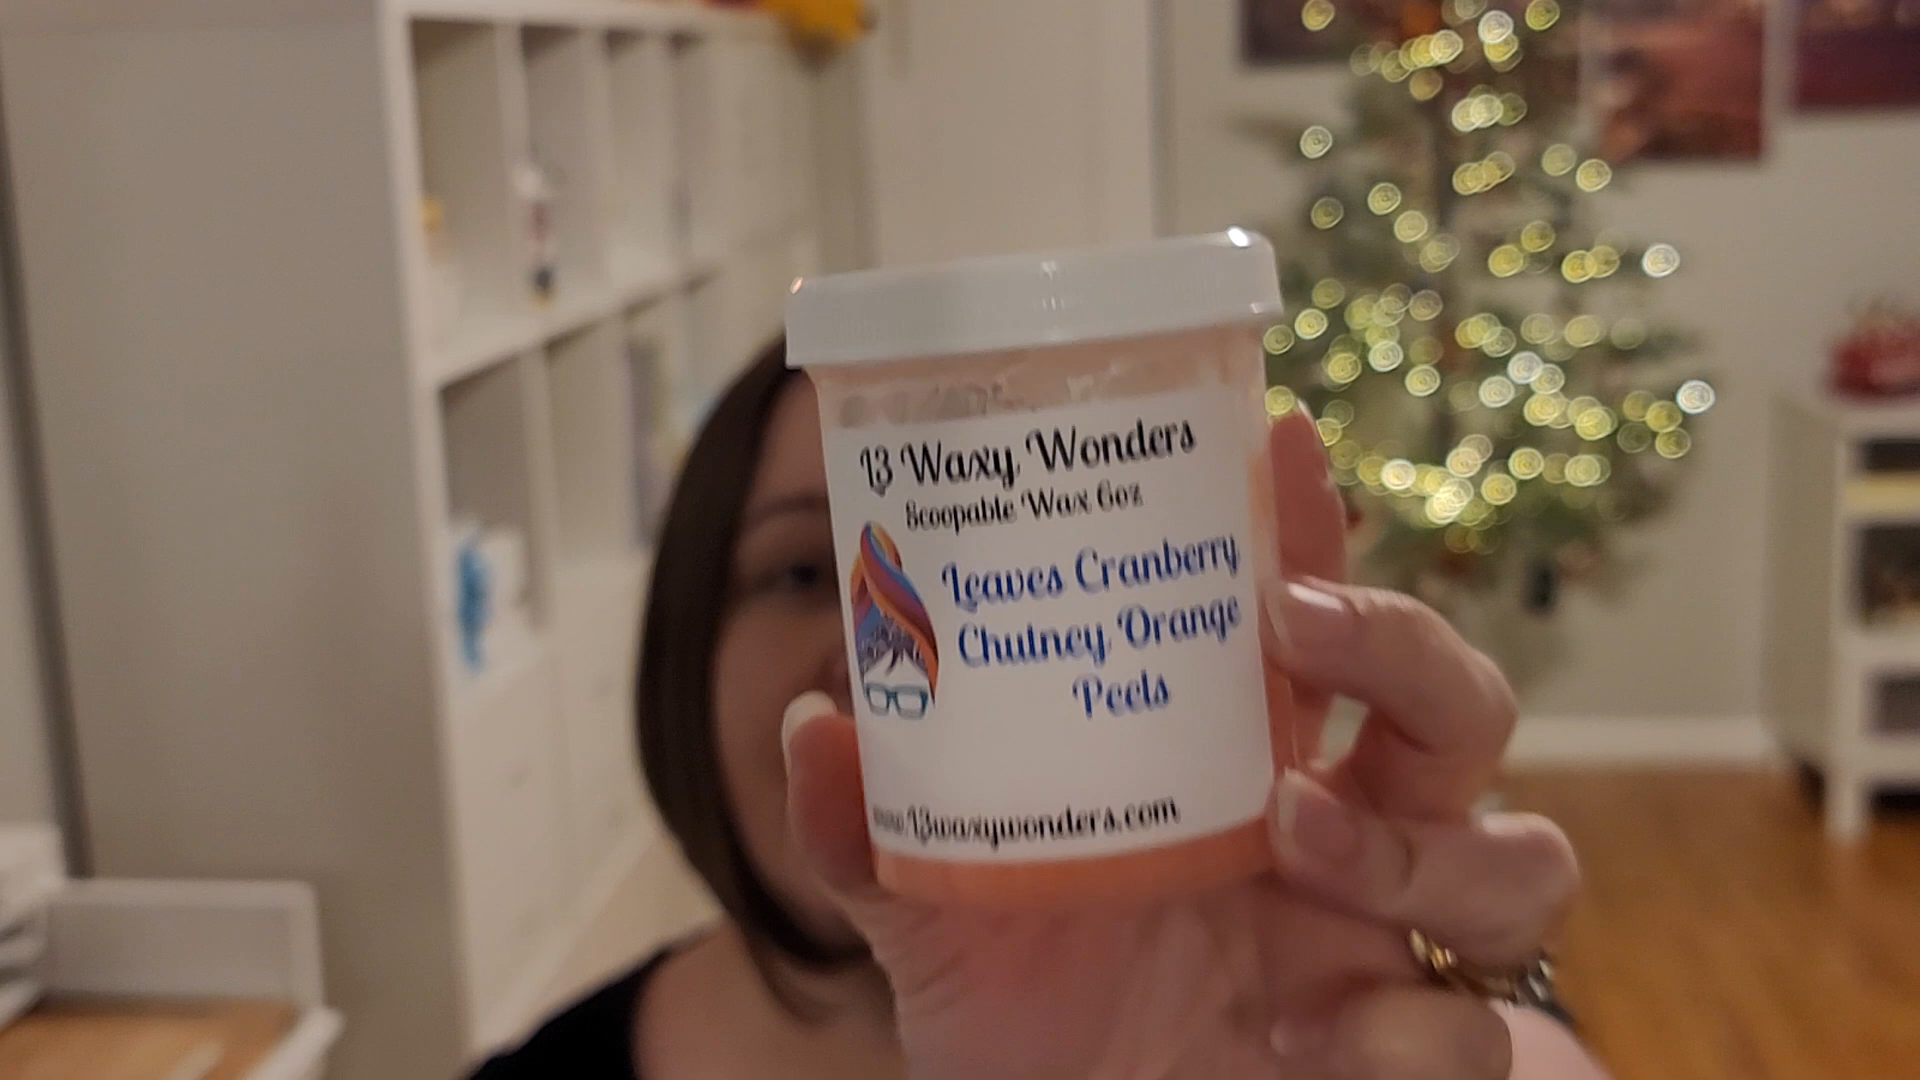 13 Waxy Wonders
Scoopable Wax 6oz
Leaves Cranberry
Chutney Orange
Peels
www.13waxywonders.com